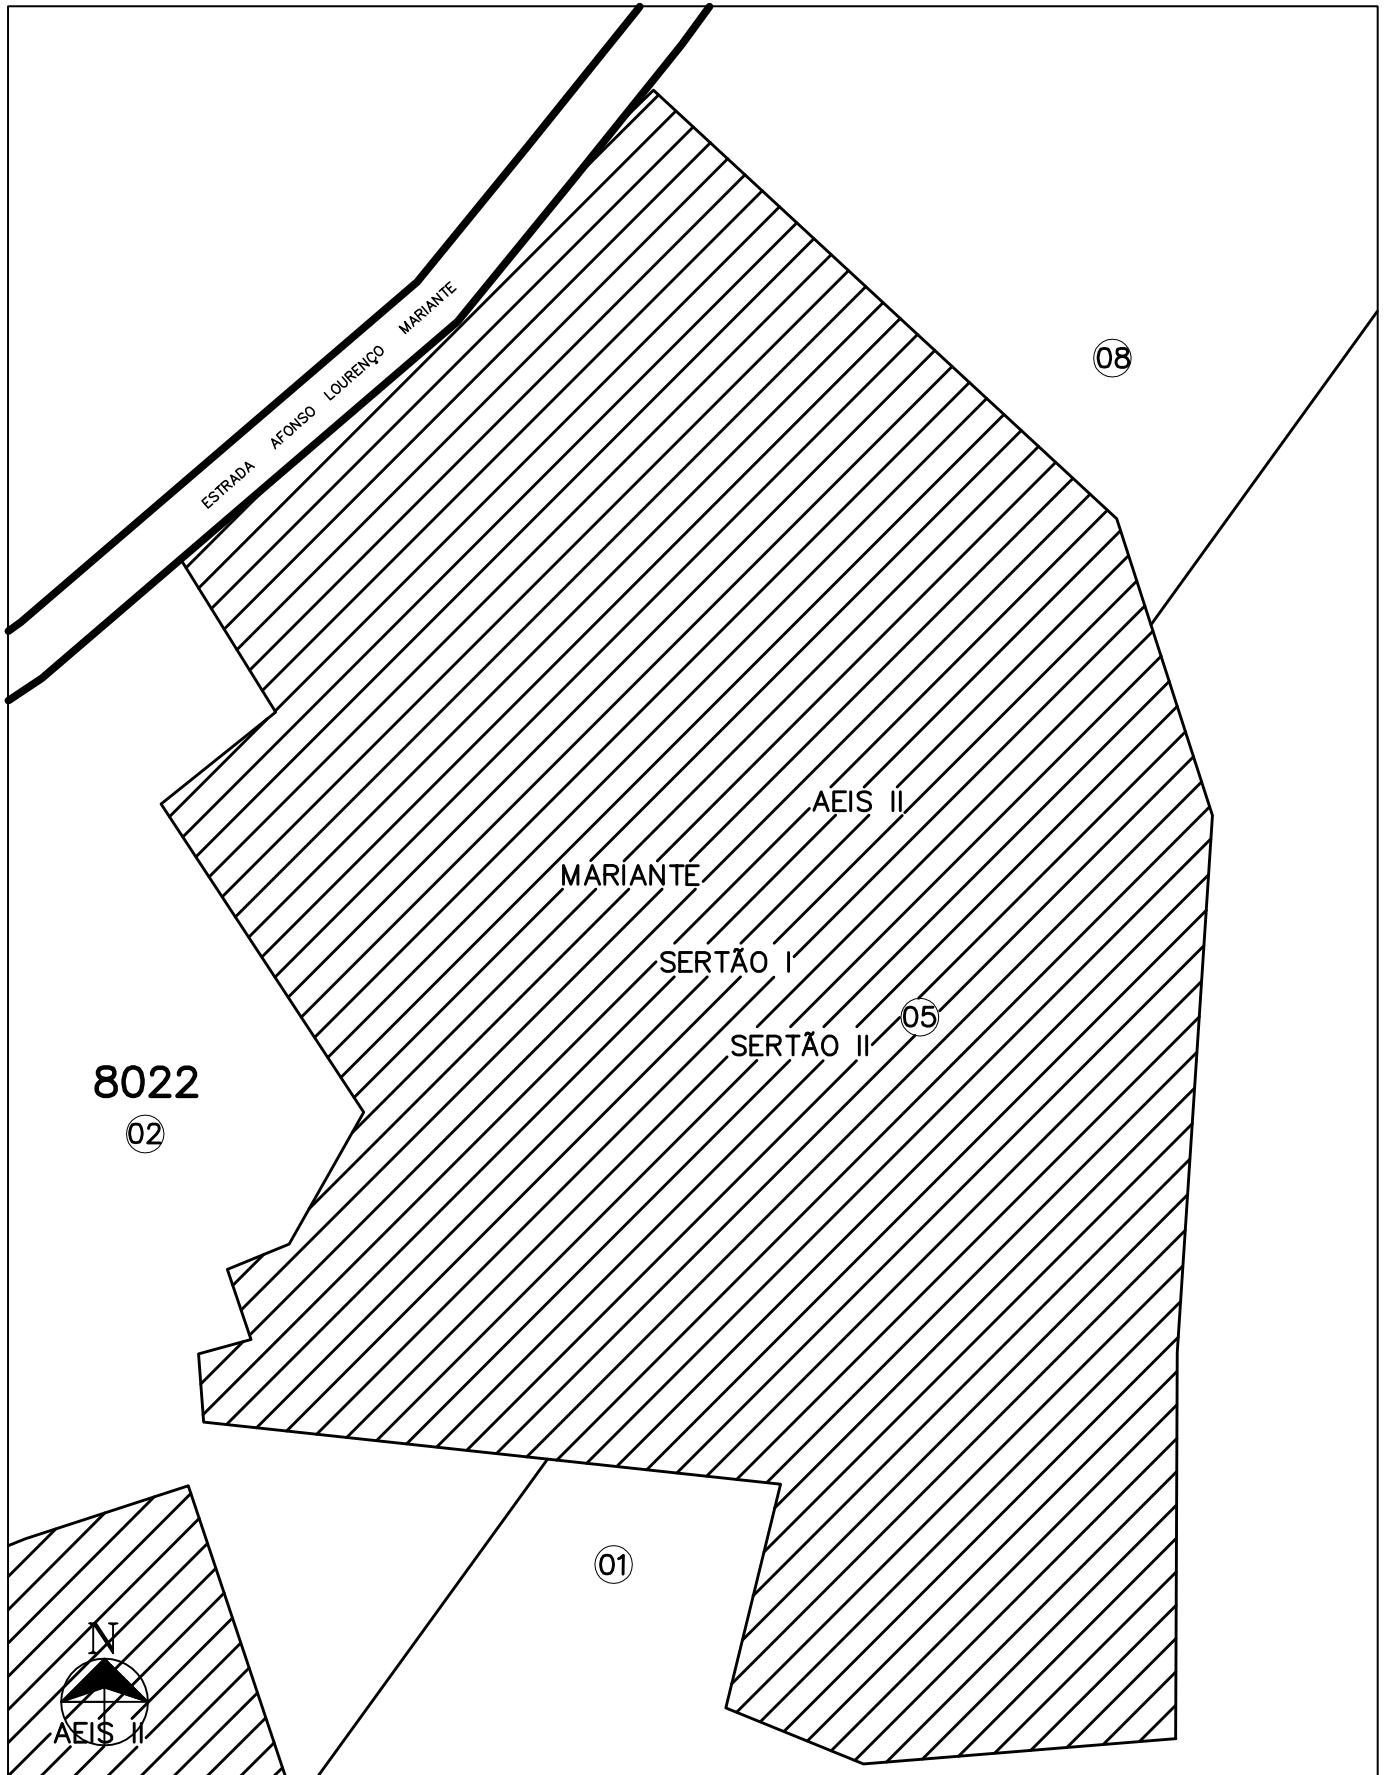 ESTRADA AFONSO LOURENÇO MARIANTE
08
AEIS II
MARIANTE
SERTÃO I
05
SERTÃO II
8022
02
01
N
AEIS II